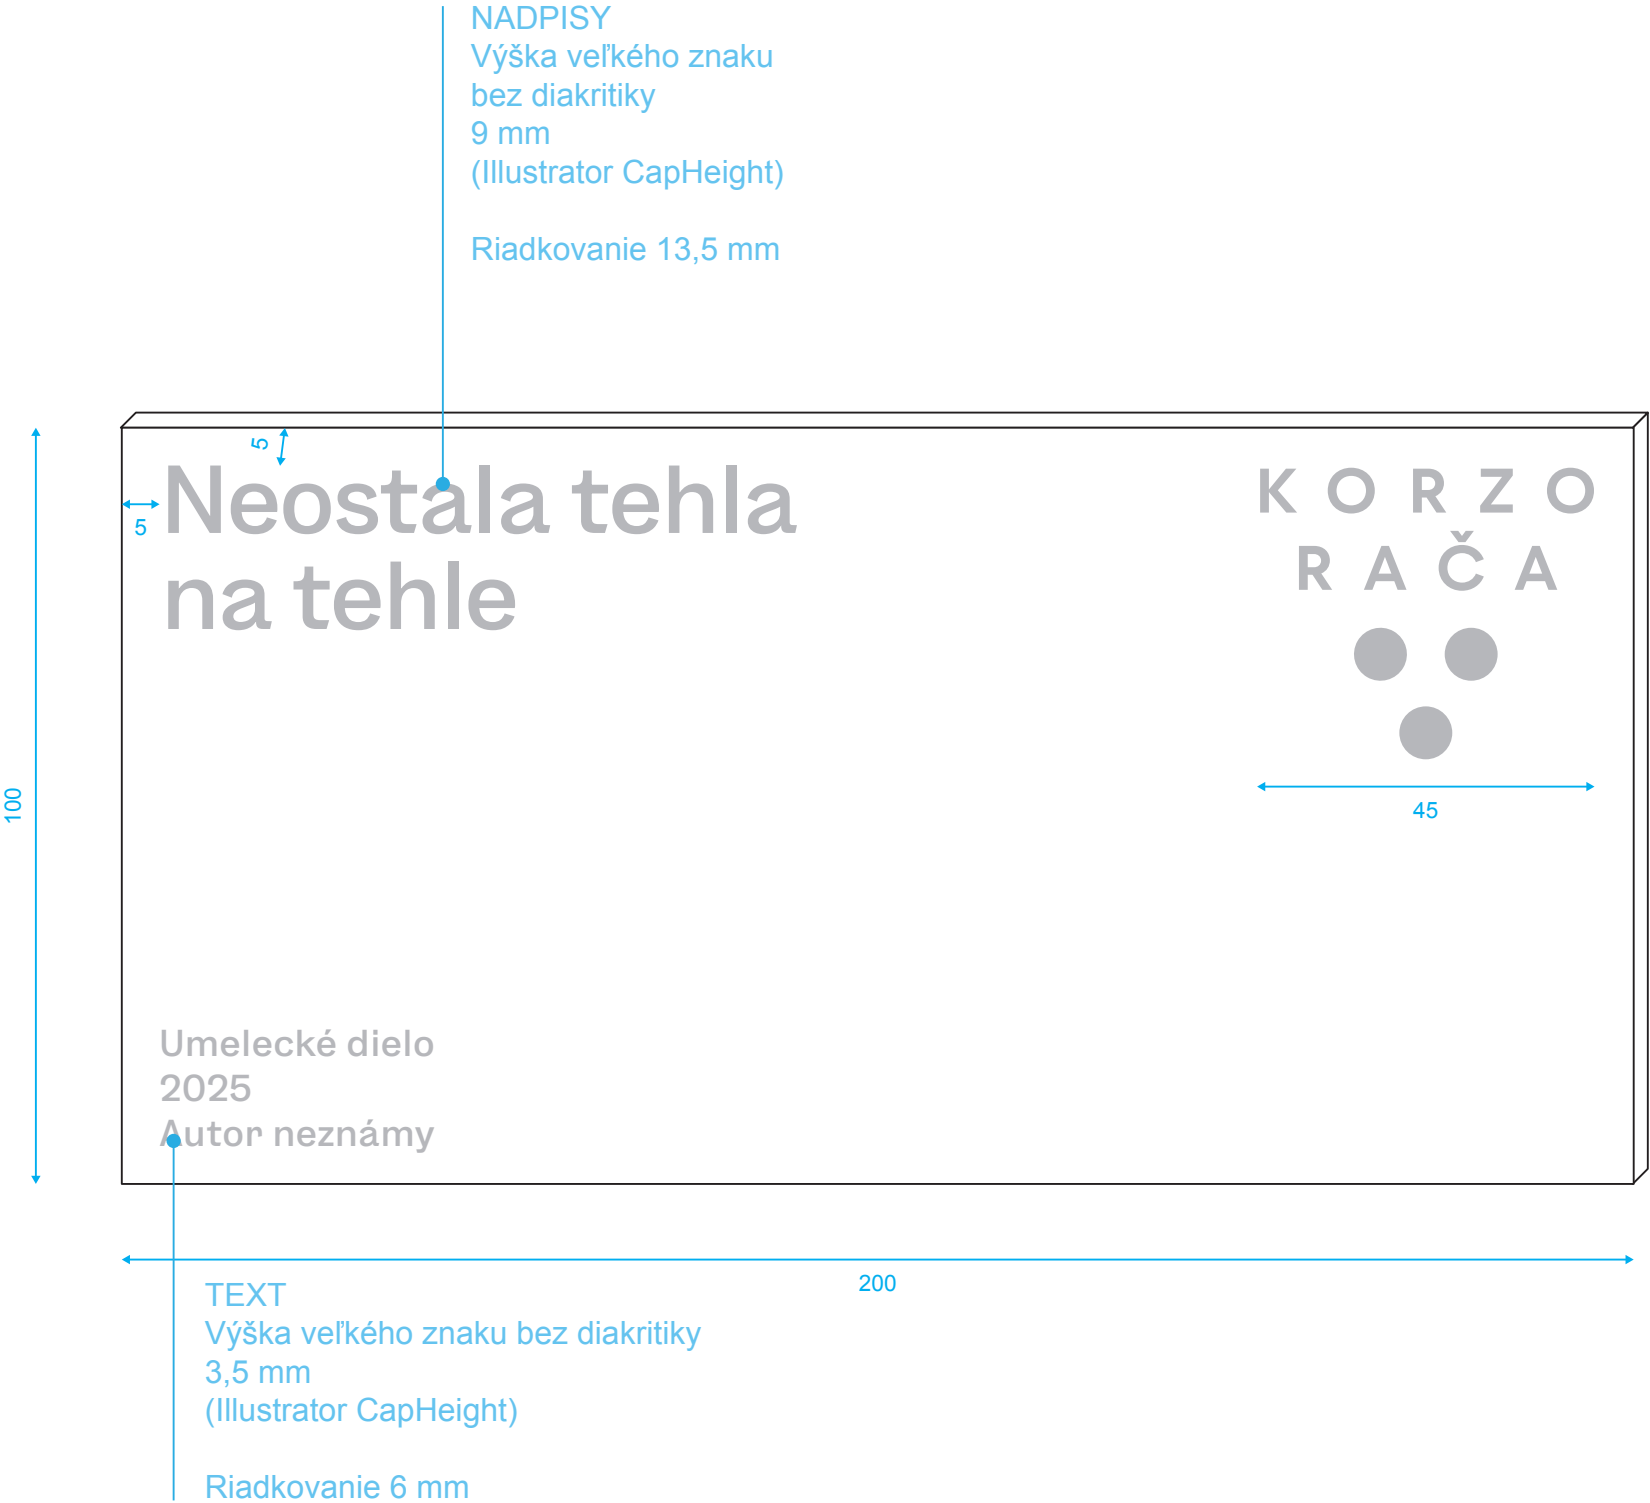 NADPISY
Výška veľkého znaku
bez diakritiky
9 mm
(Illustrator CapHeight)
Riadkovanie 13,5 mm
5
5
Neostala tehla
na tehle
KORZO
RAČA
45
100
Umelecké dielo
2025
Autor neznámy
200
TEXT
Výška veľkého znaku bez diakritiky
3,5 mm
(Illustrator CapHeight)
Riadkovanie 6 mm